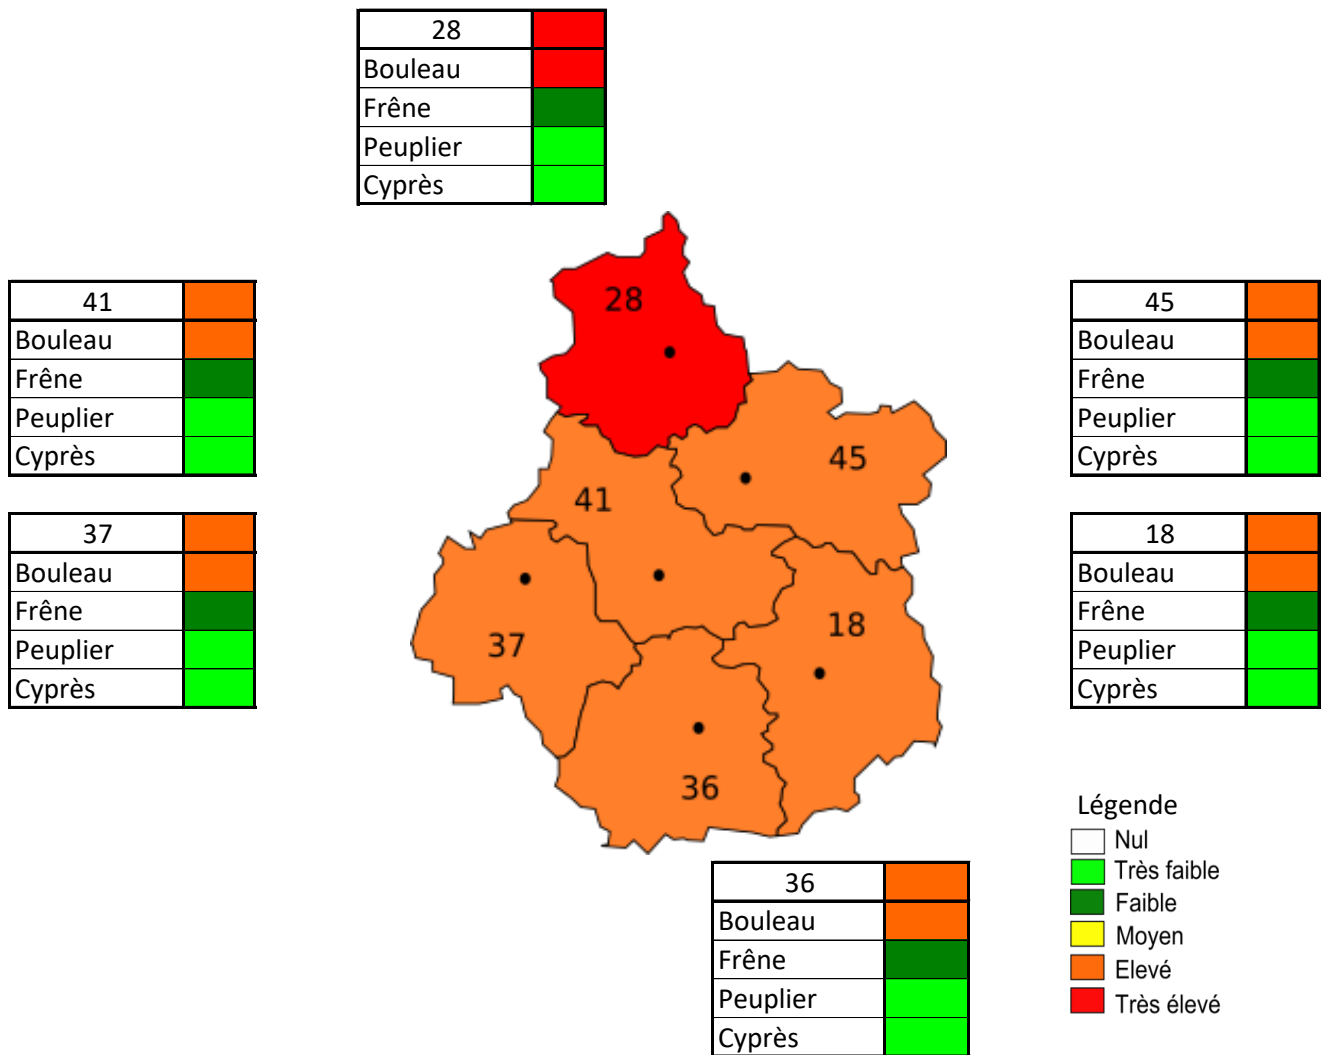 28
Bouleau
Frêne
Peuplier
Cyprès
41
Bouleau
Frêne
Peuplier
Cyprès
37
Bouleau
Frêne
Peuplier
Cyprès
28
45
41
37
18
36
45
Bouleau
Frêne
Peuplier
Cyprès
18
Bouleau
Frêne
Peuplier
Cyprès
36
Bouleau
Frêne
Peuplier
Cyprès
Légende
Nul
Très faible
Faible
Moyen
Elevé
Très élevé